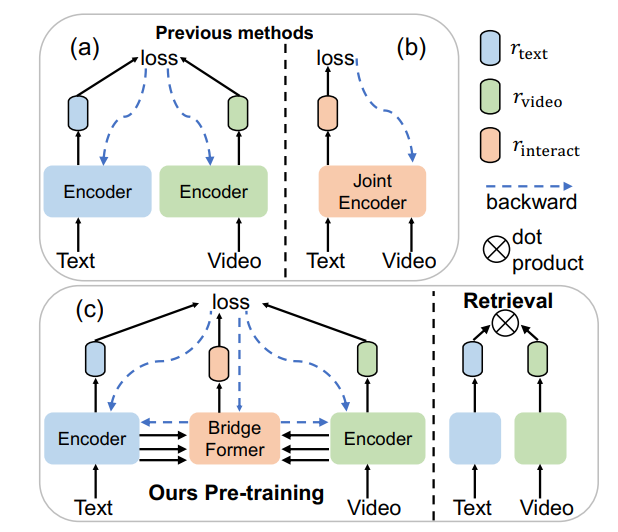 Previous methods
(a)
loss
Encoder
Encoder
Text
Video
(b)
loss
Joint
Encoder
Text
Video
r_text
r_video
r_interact
backward
dot
product
(c)
loss
Encoder
Bridge
Former
Encoder
Ours Pre-training
Text
Video
Retrieval
Text
Video